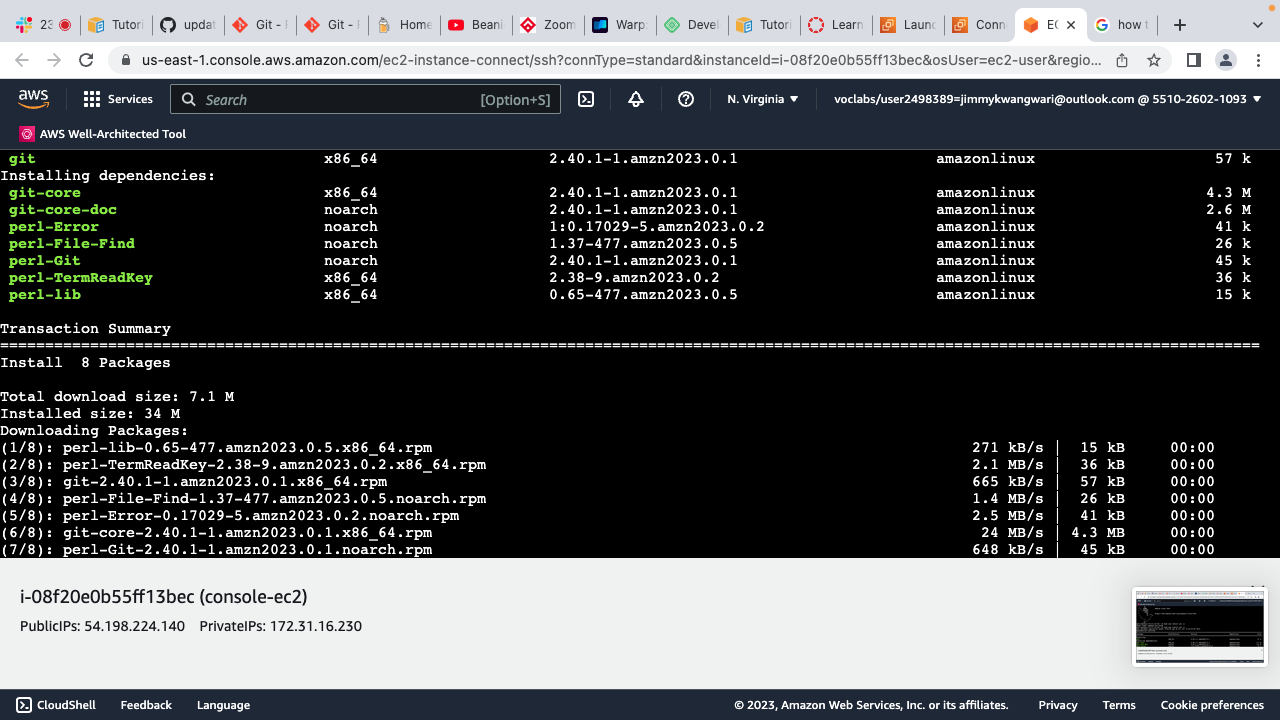 23
Tutori
updat
Git - F
Git - F
Home
Beani
Zoom
Warp:
Deve
Tutori
Learn
Launc
Conn
EC
how t
us-east-1.console.aws.amazon.com/ec2-instance-connect/ssh?connType=standard&instanceId=i-08f20e0b55ff13bec&osUser=ec2-user&regio...
aws Services Search [Option+S] N. Virginia voclabs/user2498389=jimmykwangwari@outlook.com @ 5510-2602-1093
AWS Well-Architected Tool
git x86_64 2.40.1-1.amzn2023.0.1 amazonlinux 57 k
Installing dependencies:
git-core x86_64 2.40.1-1.amzn2023.0.1 amazonlinux 4.3 M
git-core-doc noarch 2.40.1-1.amzn2023.0.1 amazonlinux 2.6 M
perl-Error noarch 1:0.17029-5.amzn2023.0.2 amazonlinux 41 k
perl-File-Find noarch 1.37-477.amzn2023.0.5 amazonlinux 26 k
perl-Git noarch 2.40.1-1.amzn2023.0.1 amazonlinux 45 k
perl-TermReadKey x86_64 2.38-9.amzn2023.0.2 amazonlinux 36 k
perl-lib x86_64 0.65-477.amzn2023.0.5 amazonlinux 15 k
Transaction Summary
Install 8 Packages
Total download size: 7.1 M
Installed size: 34 M
Downloading Packages:
(1/8): perl-lib-0.65-477.amzn2023.0.5.x86_64.rpm 271 kB/s | 15 kB 00:00
(2/8): perl-TermReadKey-2.38-9.amzn2023.0.2.x86_64.rpm 2.1 MB/s | 36 kB 00:00
(3/8): git-2.40.1-1.amzn2023.0.1.x86_64.rpm 665 kB/s | 57 kB 00:00
(4/8): perl-File-Find-1.37-477.amzn2023.0.5.noarch.rpm 1.4 MB/s | 26 kB 00:00
(5/8): perl-Error-0.17029-5.amzn2023.0.2.noarch.rpm 2.5 MB/s | 41 kB 00:00
(6/8): git-core-2.40.1-1.amzn2023.0.1.x86_64.rpm 24 MB/s | 4.3 MB 00:00
(7/8): perl-Git-2.40.1-1.amzn2023.0.1.noarch.rpm 648 kB/s | 45 kB 00:00
i-08f20e0b55ff13bec (console-ec2)
PublicIPs: 54.198.224.140 PrivateIPs: 172.31.16.230
CloudShell Feedback Language © 2023, Amazon Web Services, Inc. or its affiliates. Privacy Terms Cookie preferences